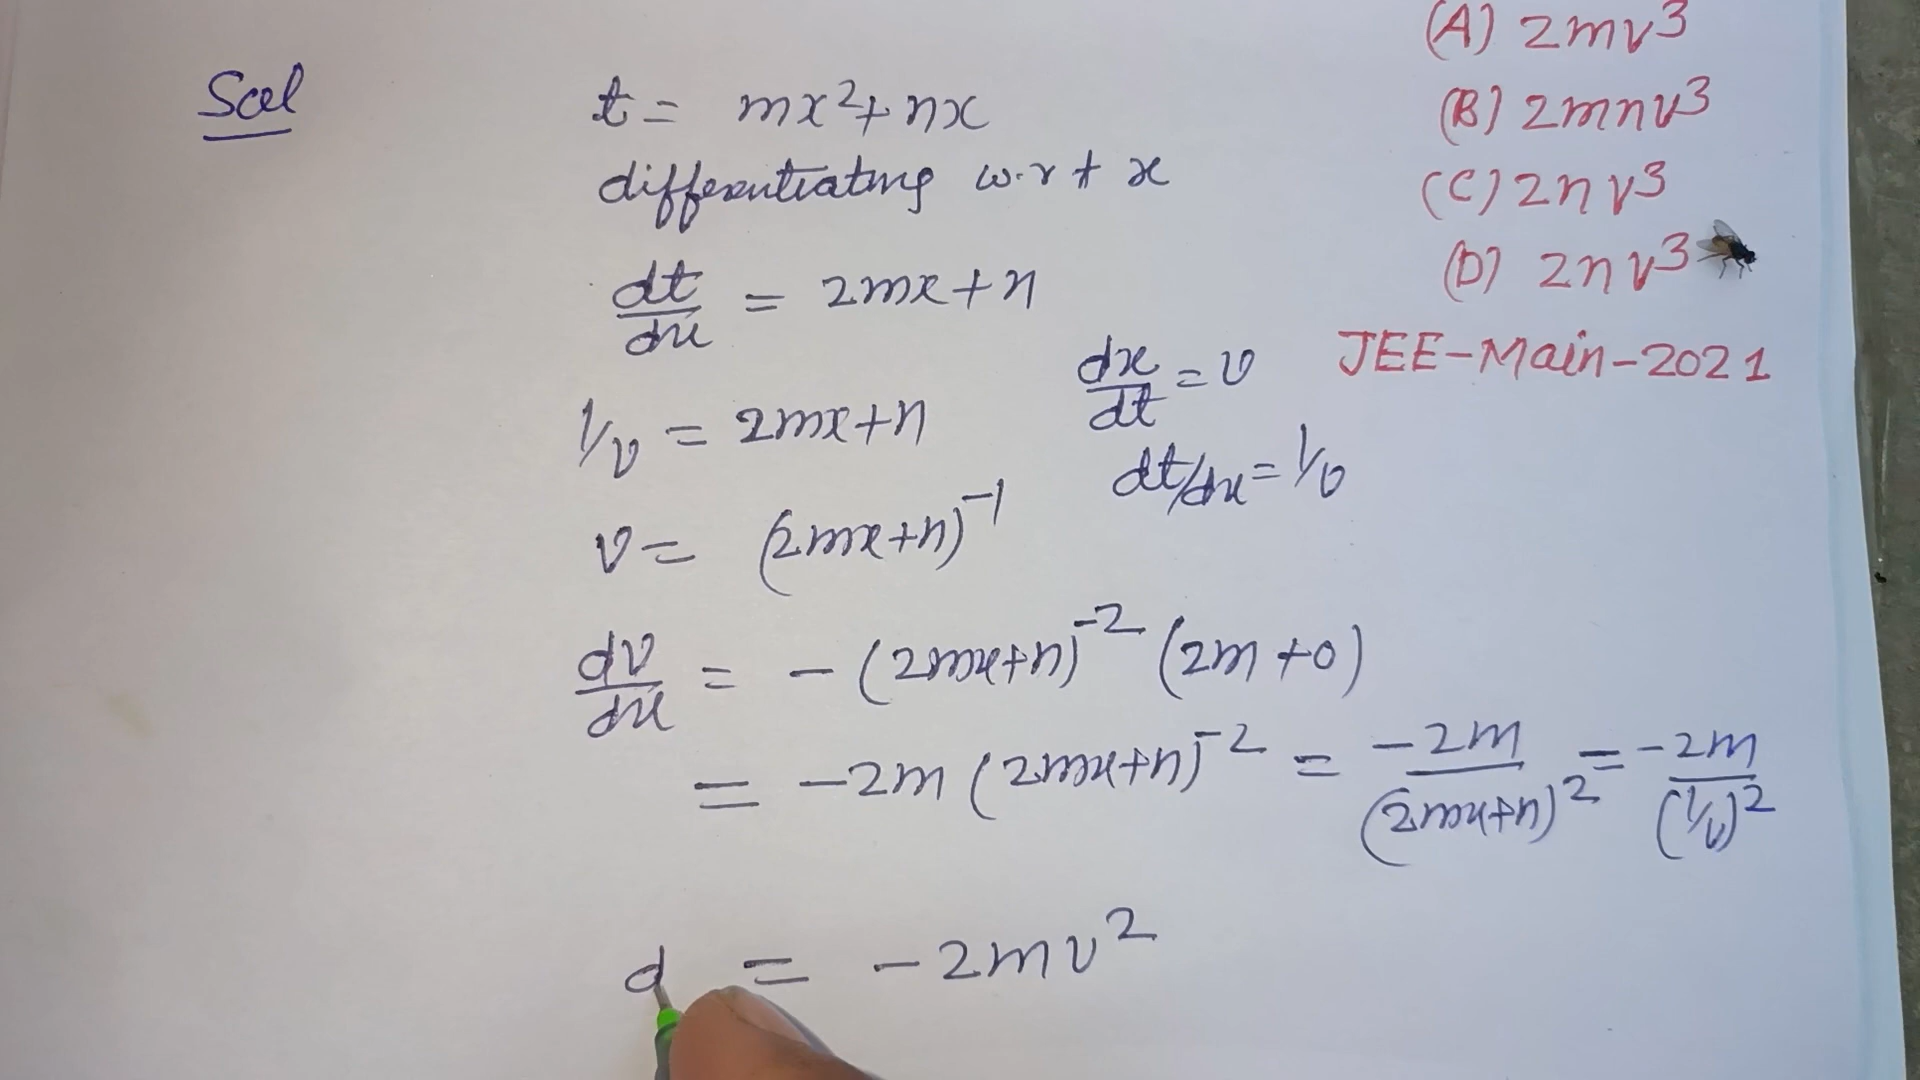 (A) 2mv³
(B) 2mnv³
(C) 2nv³
(D) 2nv³
JEE-Main-2021
Sol
t = mx²+nx
differentiating w.r.t x
dt/dx = 2mx+n
dx/dt = v
1/v = 2mx+n
dt/dx = 1/v
v = (2mx+n)⁻¹
dv/dx = -(2mx+n)⁻² (2m+0)
= -2m (2mx+n)⁻² = -2m/(2mx+n)² = -2m/(1/v)²
d = -2mv²